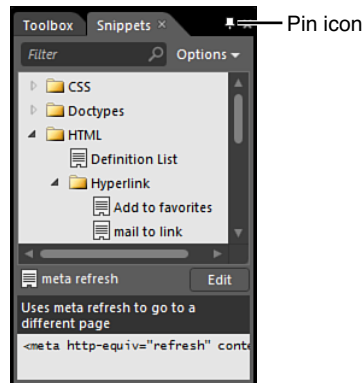 Toolbox Snippets × Pin icon
Filter Options
CSS
Doctypes
HTML
Definition List
Hyperlink
Add to favorites
mail to link
meta refresh Edit
Uses meta refresh to go to a
different page
<meta http-equiv="refresh" conte